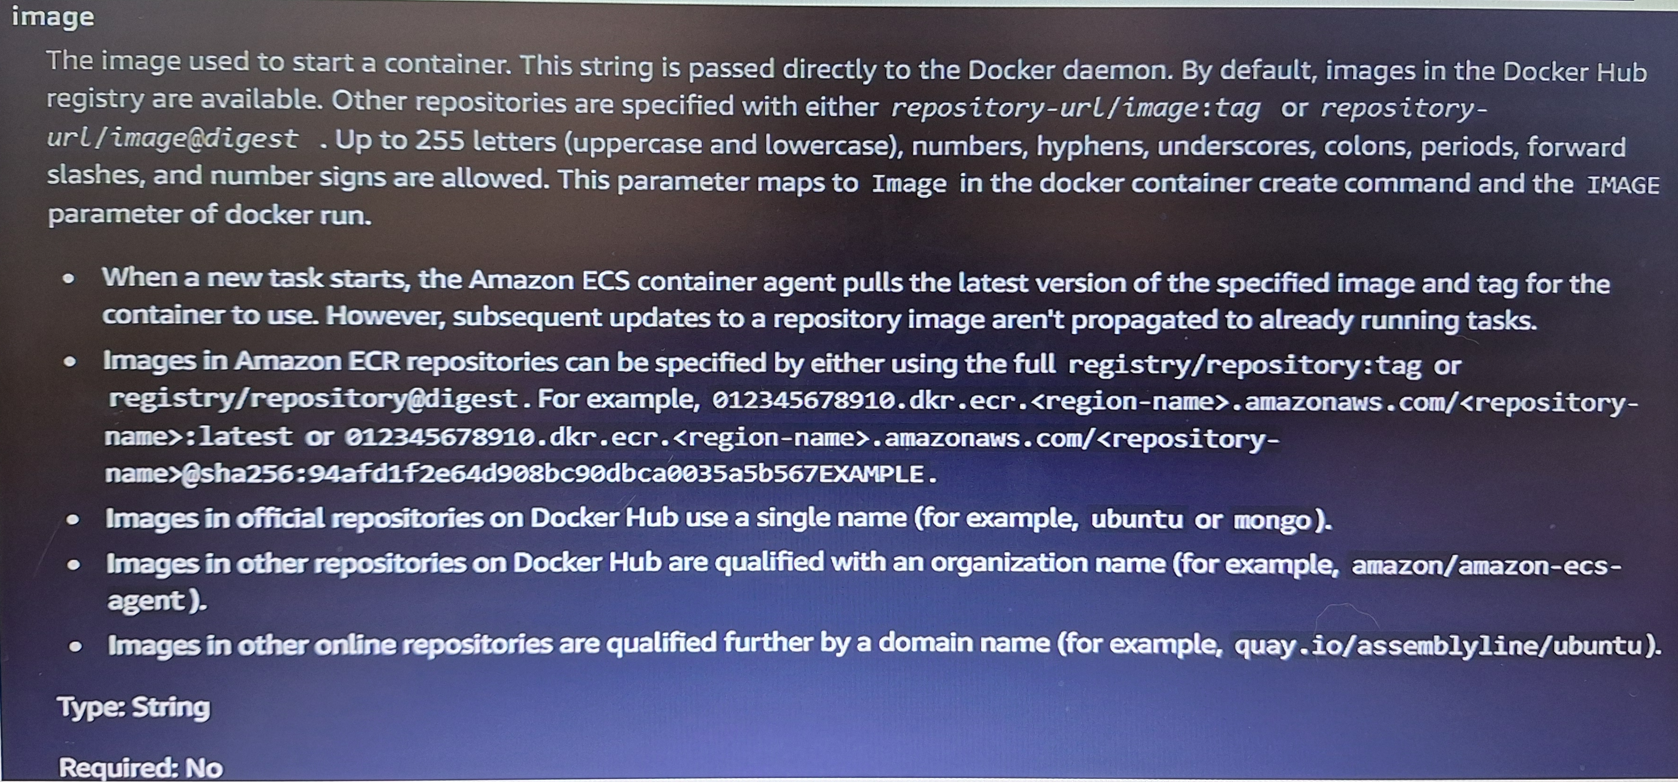 image
The image used to start a container. This string is passed directly to the Docker daemon. By default, images in the Docker Hub
registry are available. Other repositories are specified with either repository-url/image:tag or repository-
url/image@digest . Up to 255 letters (uppercase and lowercase), numbers, hyphens, underscores, colons, periods, forward
slashes, and number signs are allowed. This parameter maps to Image in the docker container create command and the IMAGE
parameter of docker run.
• When a new task starts, the Amazon ECS container agent pulls the latest version of the specified image and tag for the
container to use. However, subsequent updates to a repository image aren't propagated to already running tasks.
• Images in Amazon ECR repositories can be specified by either using the full registry/repository:tag or
registry/repository@digest. For example, 012345678910.dkr.ecr.<region-name>.amazonaws.com/<repository-
name>:latest or 012345678910.dkr.ecr.<region-name>.amazonaws.com/<repository-
name>@sha256:94afd1f2e64d908bc90dbca0035a5b567EXAMPLE.
• Images in official repositories on Docker Hub use a single name (for example, ubuntu or mongo).
• Images in other repositories on Docker Hub are qualified with an organization name (for example, amazon/amazon-ecs-
agent).
• Images in other online repositories are qualified further by a domain name (for example, quay.io/assemblyline/ubuntu).
Type: String
Required: No